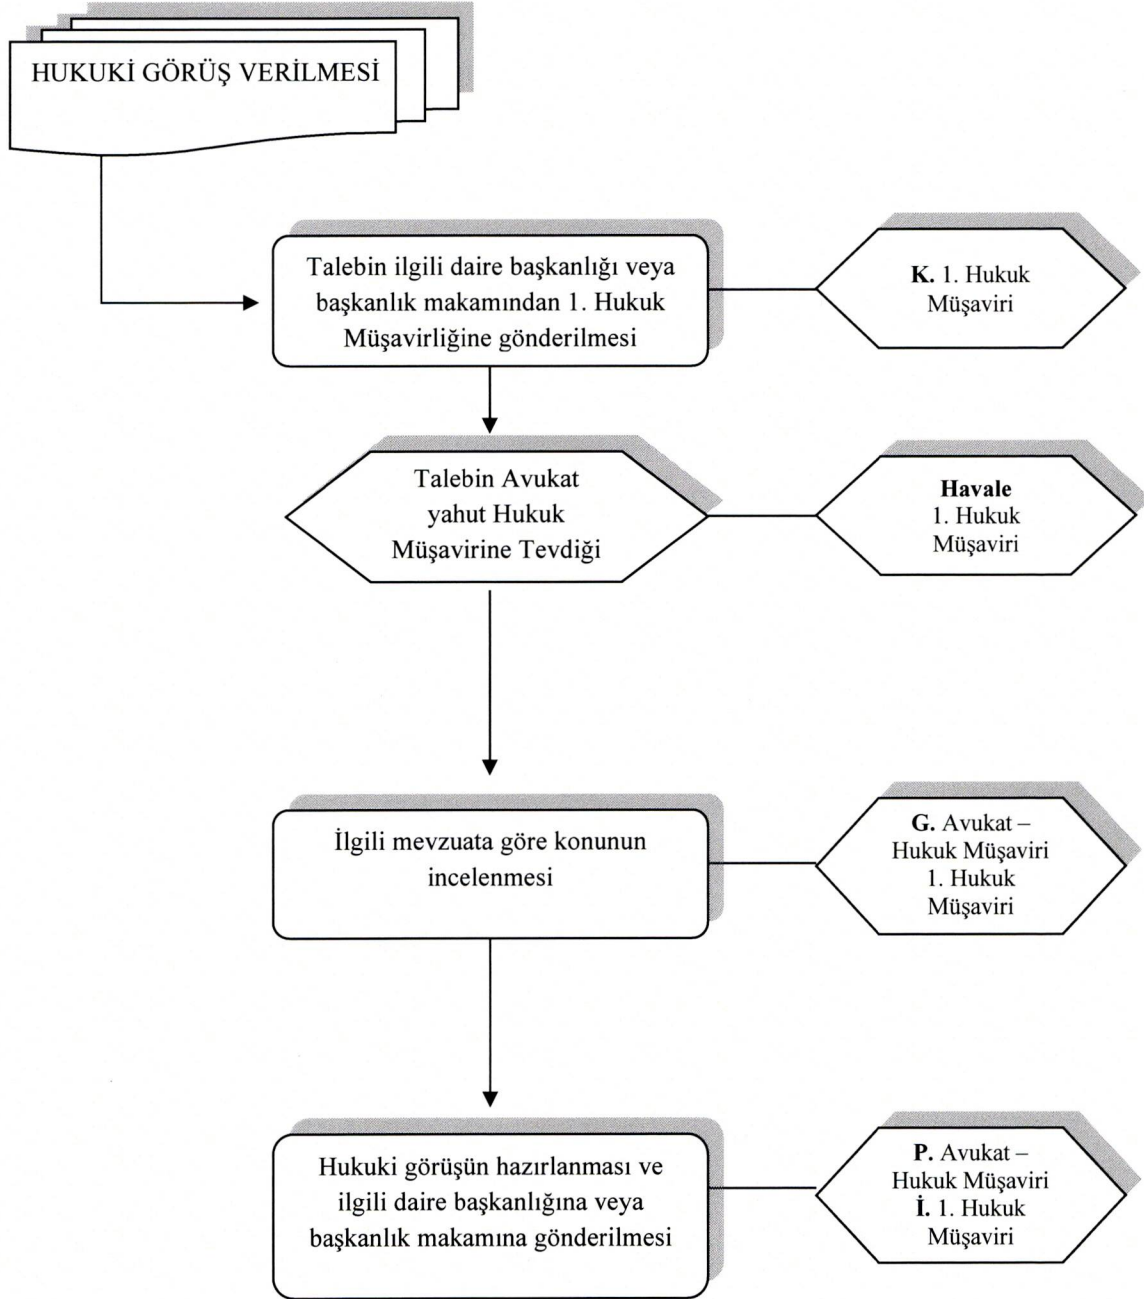 HUKUKİ GÖRÜŞ VERİLMESİ
Talebin ilgili daire başkanlığı veya
başkanlık makamından 1. Hukuk
Müşavirliğine gönderilmesi
K. 1. Hukuk
Müşaviri
Talebin Avukat
yahut Hukuk
Müşavirine Tevdiği
Havale
1. Hukuk
Müşaviri
İlgili mevzuata göre konunun
incelenmesi
G. Avukat –
Hukuk Müşaviri
1. Hukuk
Müşaviri
Hukuki görüşün hazırlanması ve
ilgili daire başkanlığına veya
başkanlık makamına gönderilmesi
P. Avukat –
Hukuk Müşaviri
İ. 1. Hukuk
Müşaviri